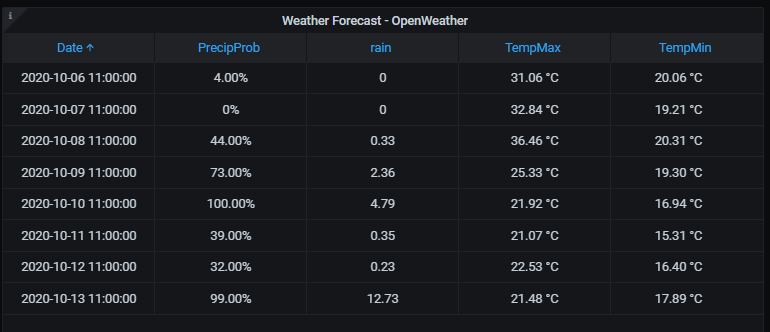 i
Weather Forecast - OpenWeather
Date ↑ PrecipProb rain TempMax TempMin
2020-10-06 11:00:00 4.00% 0 31.06 °C 20.06 °C
2020-10-07 11:00:00 0% 0 32.84 °C 19.21 °C
2020-10-08 11:00:00 44.00% 0.33 36.46 °C 20.31 °C
2020-10-09 11:00:00 73.00% 2.36 25.33 °C 19.30 °C
2020-10-10 11:00:00 100.00% 4.79 21.92 °C 16.94 °C
2020-10-11 11:00:00 39.00% 0.35 21.07 °C 15.31 °C
2020-10-12 11:00:00 32.00% 0.23 22.53 °C 16.40 °C
2020-10-13 11:00:00 99.00% 12.73 21.48 °C 17.89 °C